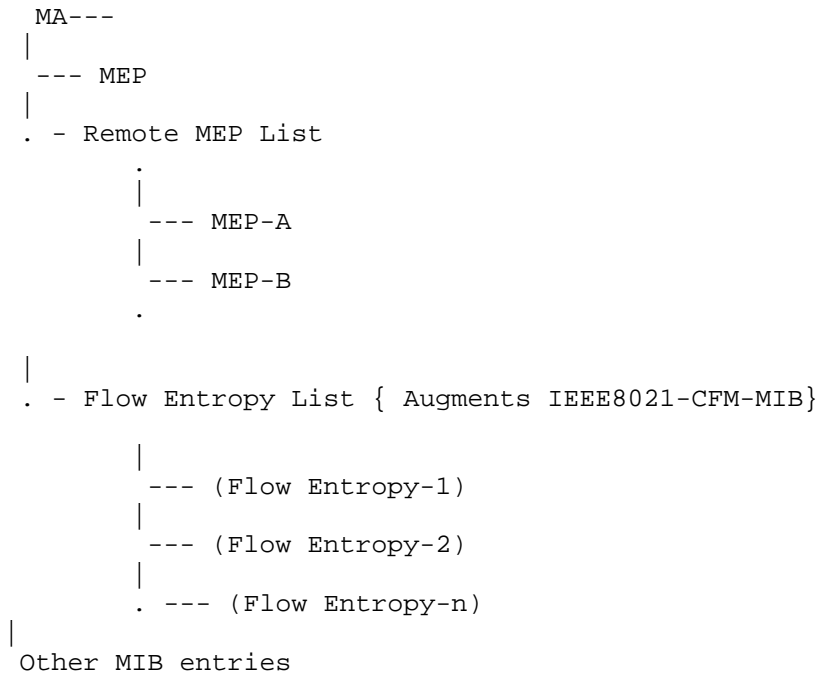 MA---
|
--- MEP
|
. - Remote MEP List
.
|
--- MEP-A
|
--- MEP-B
.
|
. - Flow Entropy List { Augments IEEE8021-CFM-MIB}
|
--- (Flow Entropy-1)
|
--- (Flow Entropy-2)
|
. --- (Flow Entropy-n)
|
Other MIB entries